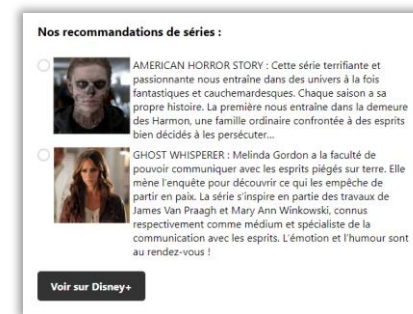 Nos recommandations de séries :
AMERICAN HORROR STORY : Cette série terrifiante et
passionnante nous entraîne dans des univers à la fois
fantastiques et cauchemardesques. Chaque saison a sa
propre histoire. La première nous entraîne dans la demeure
des Harmon, une famille ordinaire confrontée à des esprits
bien décidés à les persécuter...
GHOST WHISPERER : Melinda Gordon a la faculté de
pouvoir communiquer avec les esprits piégés sur terre. Elle
mène l'enquête pour découvrir ce qui les empêche de
partir en paix. La série s'inspire en partie des travaux de
James Van Praagh et Mary Ann Winkowski, connus
respectivement comme médium et spécialiste de la
communication avec les esprits. L'émotion et l'humour sont
au rendez-vous !
Voir sur Disney+